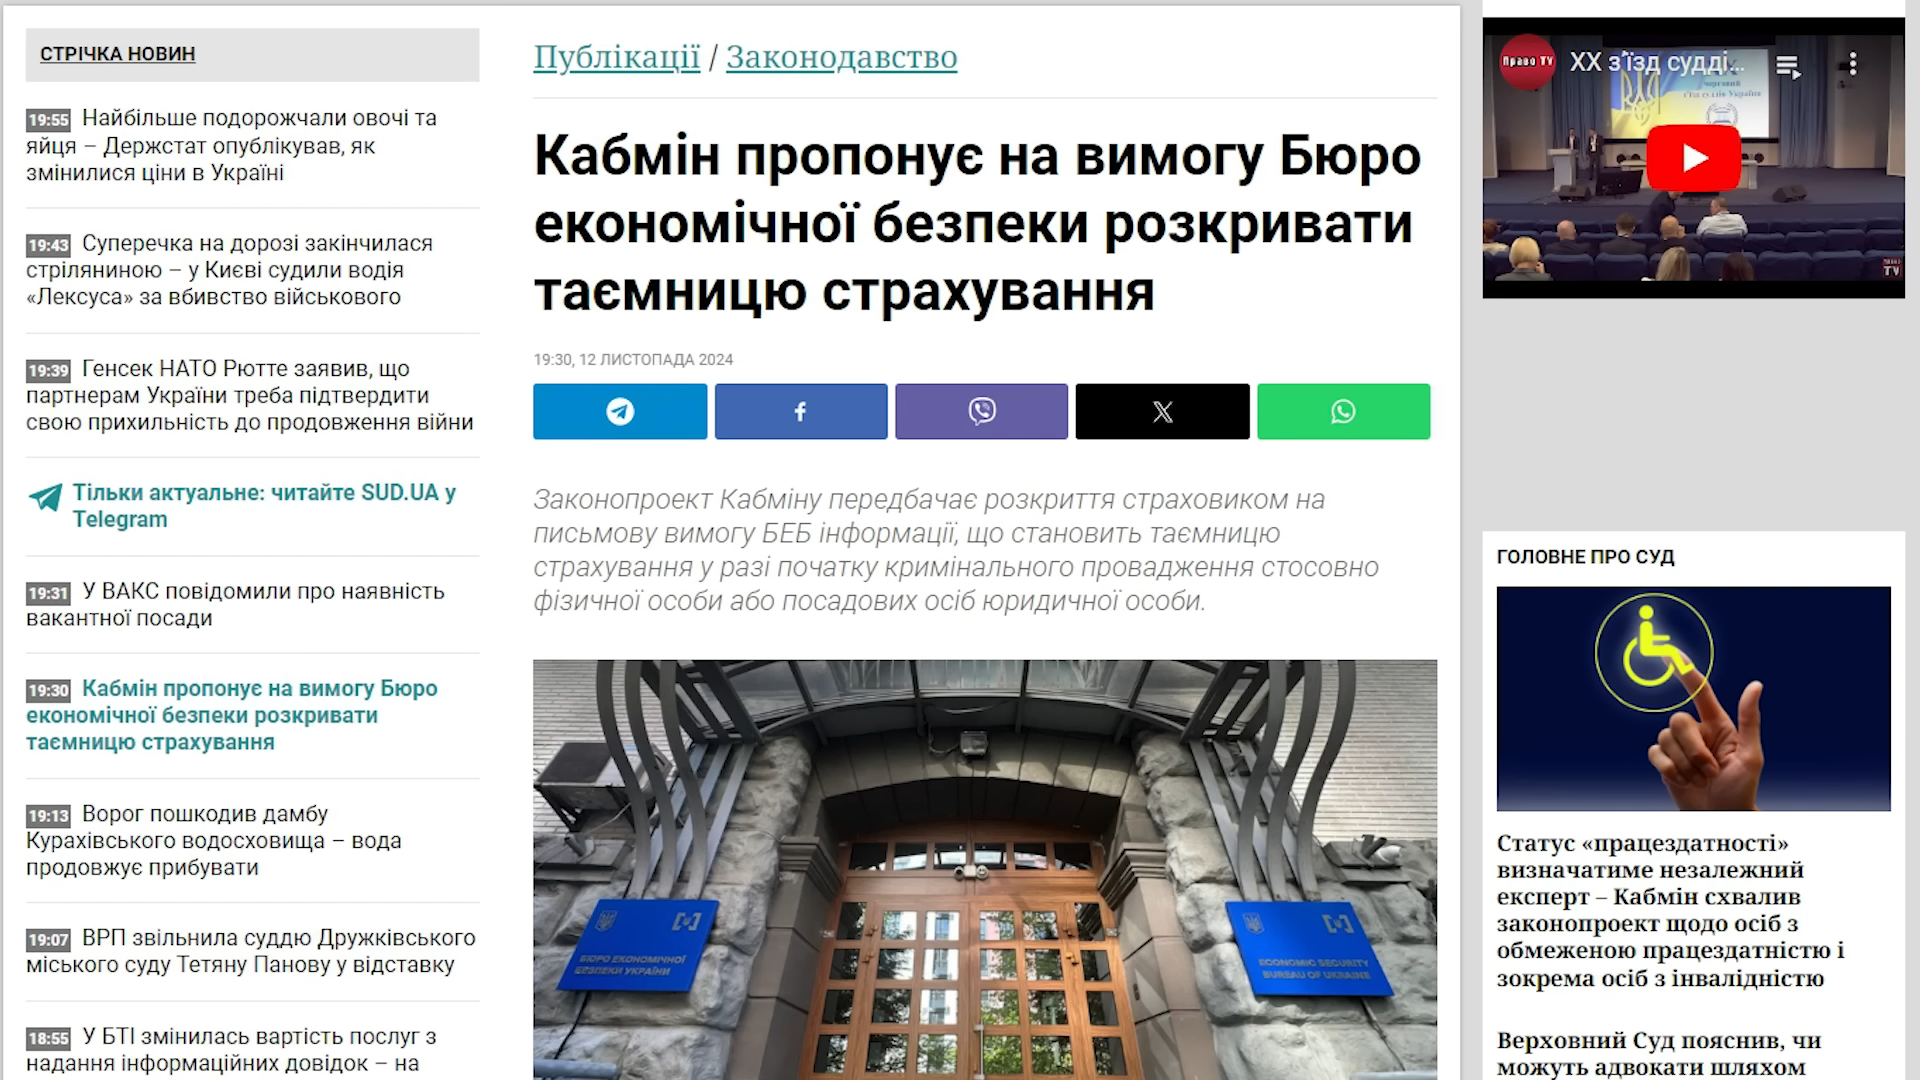 СТРІЧКА НОВИН
19:55 Найбільше подорожчали овочі та
яйця – Держстат опублікував, як
змінилися ціни в Україні
19:43 Суперечка на дорозі закінчилася
стріляниною – у Києві судили водія
«Лексуса» за вбивство військового
19:39 Генсек НАТО Рютте заявив, що
партнерам України треба підтвердити
свою прихильність до продовження війни
Тільки актуальне: читайте SUD.UA у
Telegram
19:31 У ВАКС повідомили про наявність
вакантної посади
19:30 Кабмін пропонує на вимогу Бюро
економічної безпеки розкривати
таємницю страхування
19:13 Ворог пошкодив дамбу
Курахівського водосховища – вода
продовжує прибувати
19:07 ВРП звільнила суддю Дружківського
міського суду Тетяну Панову у відставку
18:55 У БТІ змінилась вартість послуг з
надання інформаційних довідок – на
Публікації / Законодавство
Кабмін пропонує на вимогу Бюро
економічної безпеки розкривати
таємницю страхування
19:30, 12 ЛИСТОПАДА 2024
Законопроект Кабміну передбачає розкриття страховиком на
письмову вимогу БЕБ інформації, що становить таємницю
страхування у разі початку кримінального провадження стосовно
фізичної особи або посадових осіб юридичної особи.
БЮРО ЕКОНОМІЧНОЇ
БЕЗПЕКИ УКРАЇНИ
ECONOMIC SECURITY
BUREAU OF UKRAINE
Право TV
XX з'їзд судді...
з'їзд суддів України
TV
ГОЛОВНЕ ПРО СУД
Статус «працездатності»
визначатиме незалежний
експерт – Кабмін схвалив
законопроект щодо осіб з
обмеженою працездатністю і
зокрема осіб з інвалідністю
Верховний Суд пояснив, чи
можуть адвокати шляхом